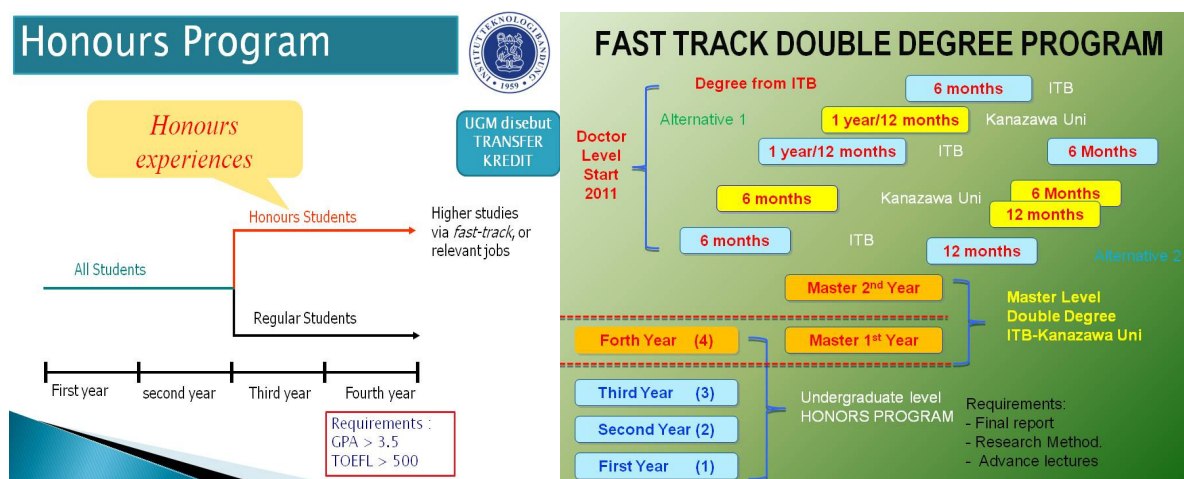 Honours Program
INSTITUT TEKNOLOGI BANDUNG
1959
Honours
experiences
UGM disebut
TRANSFER
KREDIT
Honours Students
Higher studies
via fast-track, or
relevant jobs
All Students
Regular Students
First year
second year
Third year
Fourth year
Requirements :
GPA > 3.5
TOEFL > 500
FAST TRACK DOUBLE DEGREE PROGRAM
Degree from ITB
6 months
ITB
Alternative 1
1 year/12 months
Kanazawa Uni
Doctor
Level
Start
2011
1 year/12 months
ITB
6 Months
6 months
Kanazawa Uni
6 Months
12 months
6 months
ITB
12 months
Alternative 2
Master 2nd Year
Master Level
Double Degree
ITB-Kanazawa Uni
Forth Year (4)
Master 1st Year
Third Year (3)
Second Year (2)
First Year (1)
Undergraduate level
HONORS PROGRAM
Requirements:
- Final report
- Research Method.
- Advance lectures